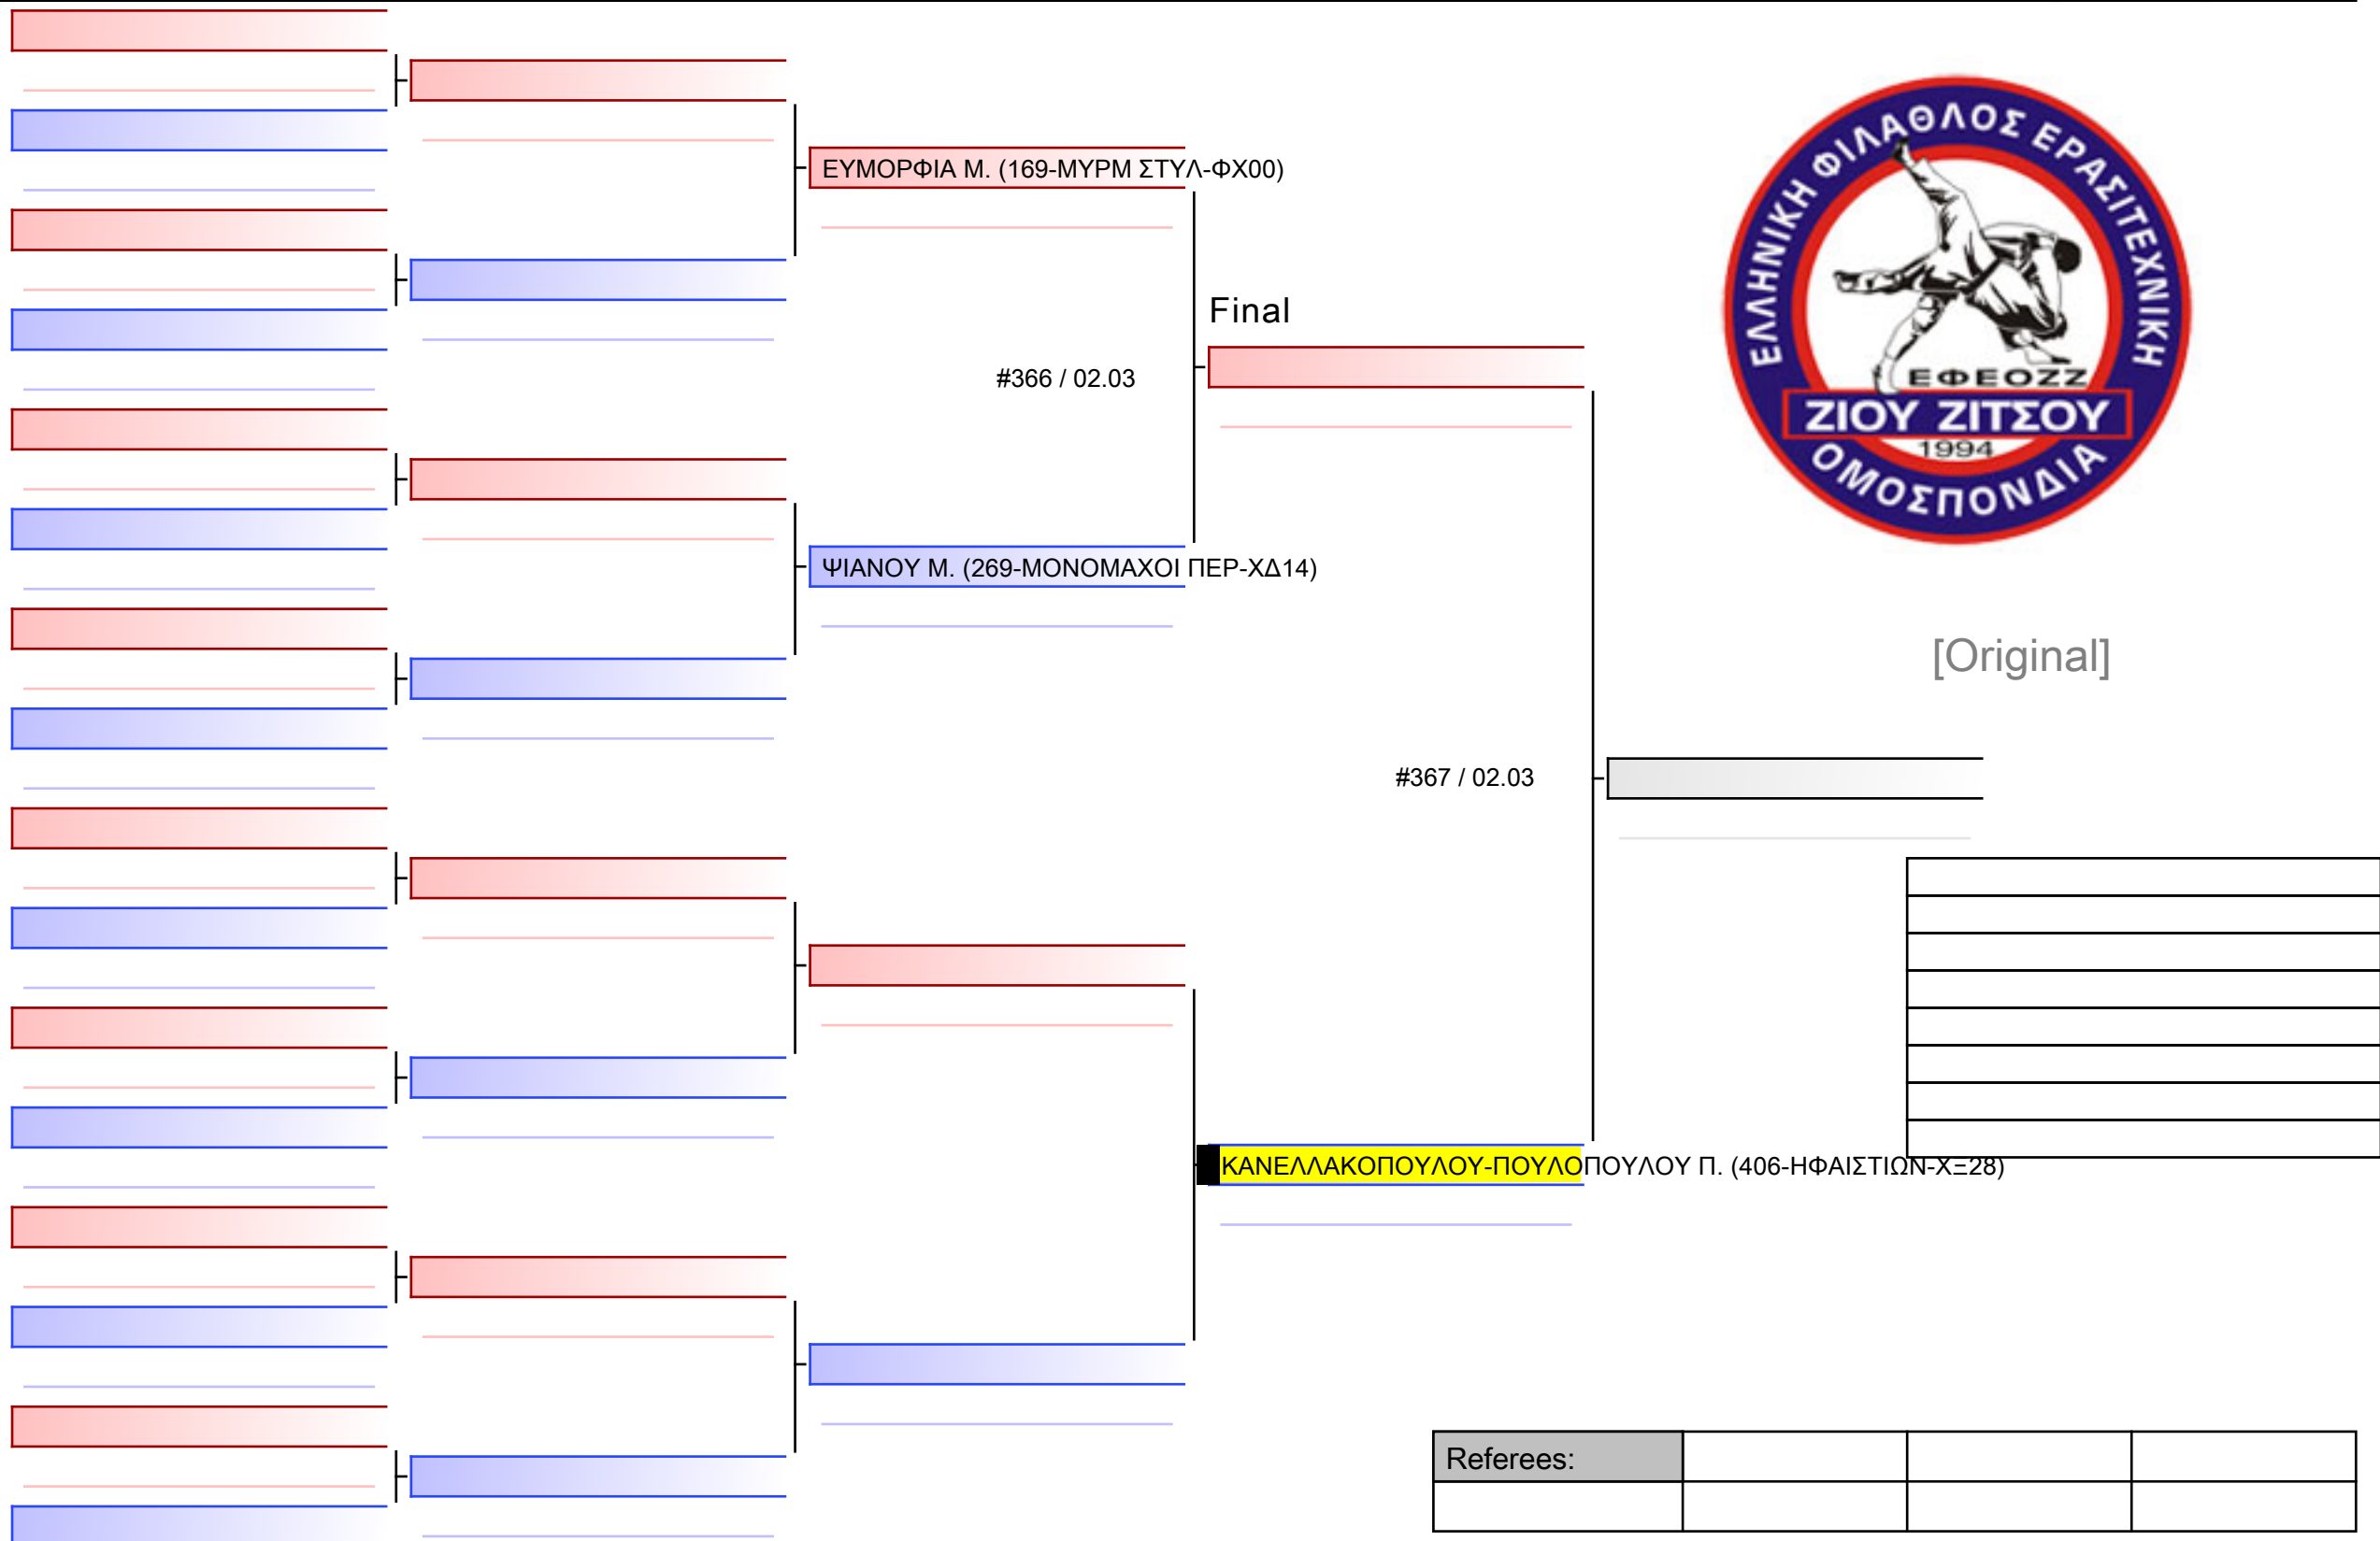 ΕΛΛΗΝΙΚΗ ΦΙΛΑΘΛΟΣ ΕΡΑΣΙΤΕΧΝΙΚΗ
ΕΦΕΟΖΖ
ΖΙΟΥ ΖΙΤΣΟΥ
1994
ΟΜΟΣΠΟΝΔΙΑ
ΕΥΜΟΡΦΙΑ Μ. (169-ΜΥΡΜ ΣΤΥΛ-ΦΧ00)
Final
#366 / 02.03
ΨΙΑΝΟΥ Μ. (269-ΜΟΝΟΜΑΧΟΙ ΠΕΡ-ΧΔ14)
[Original]
#367 / 02.03
ΚΑΝΕΛΛΑΚΟΠΟΥΛΟΥ-ΠΟΥΛΟΠΟΥΛΟΥ Π. (406-ΗΦΑΙΣΤΙΩΝ-ΧΞ28)
Referees: